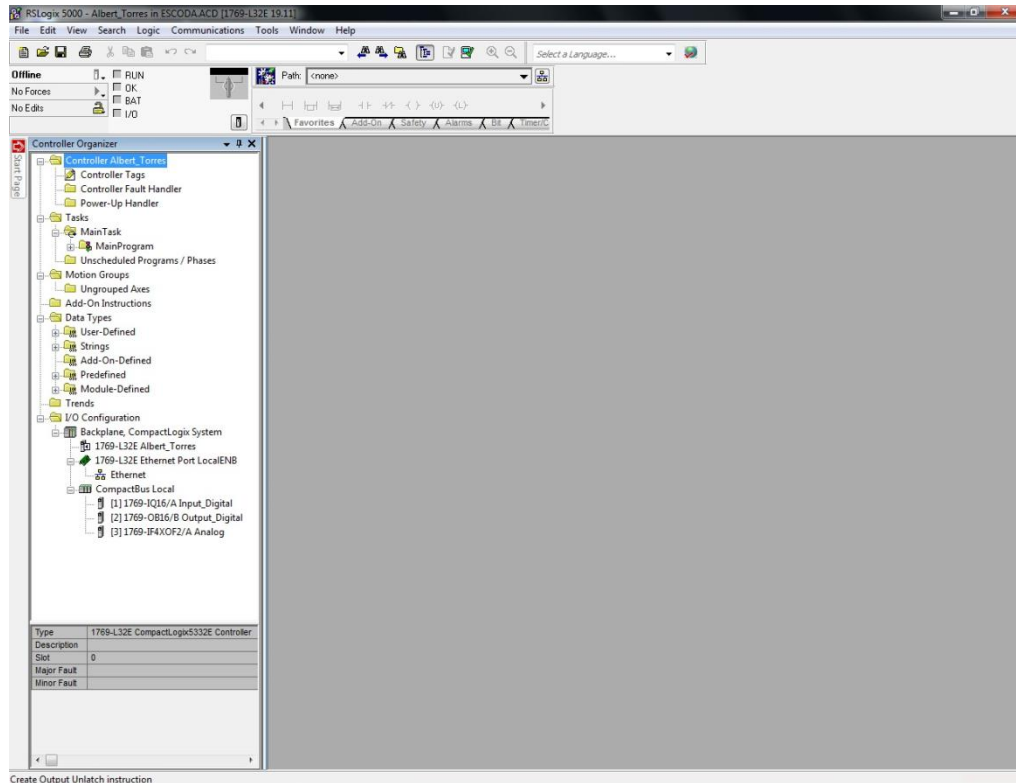 RSLogix 5000 - Albert_Torres in ESCODA.ACD [1769-L32E 19.11]
File Edit View Search Logic Communications Tools Window Help
Select a Language...
Offline RUN Path: <none>
No Forces OK
No Edits BAT
I/O
Favorites Add-On Safety Alarms Bit Timer/C
Start Page
Controller Organizer
Controller Albert_Torres
Controller Tags
Controller Fault Handler
Power-Up Handler
Tasks
MainTask
MainProgram
Unscheduled Programs / Phases
Motion Groups
Ungrouped Axes
Add-On Instructions
Data Types
User-Defined
Strings
Add-On-Defined
Predefined
Module-Defined
Trends
I/O Configuration
Backplane, CompactLogix System
1769-L32E Albert_Torres
1769-L32E Ethernet Port LocalENB
Ethernet
CompactBus Local
[1] 1769-IQ16/A Input_Digital
[2] 1769-OB16/B Output_Digital
[3] 1769-IF4XOF2/A Analog
Type 1769-L32E CompactLogix5332E Controller
Description
Slot 0
Major Fault
Minor Fault
Create Output Unlatch instruction